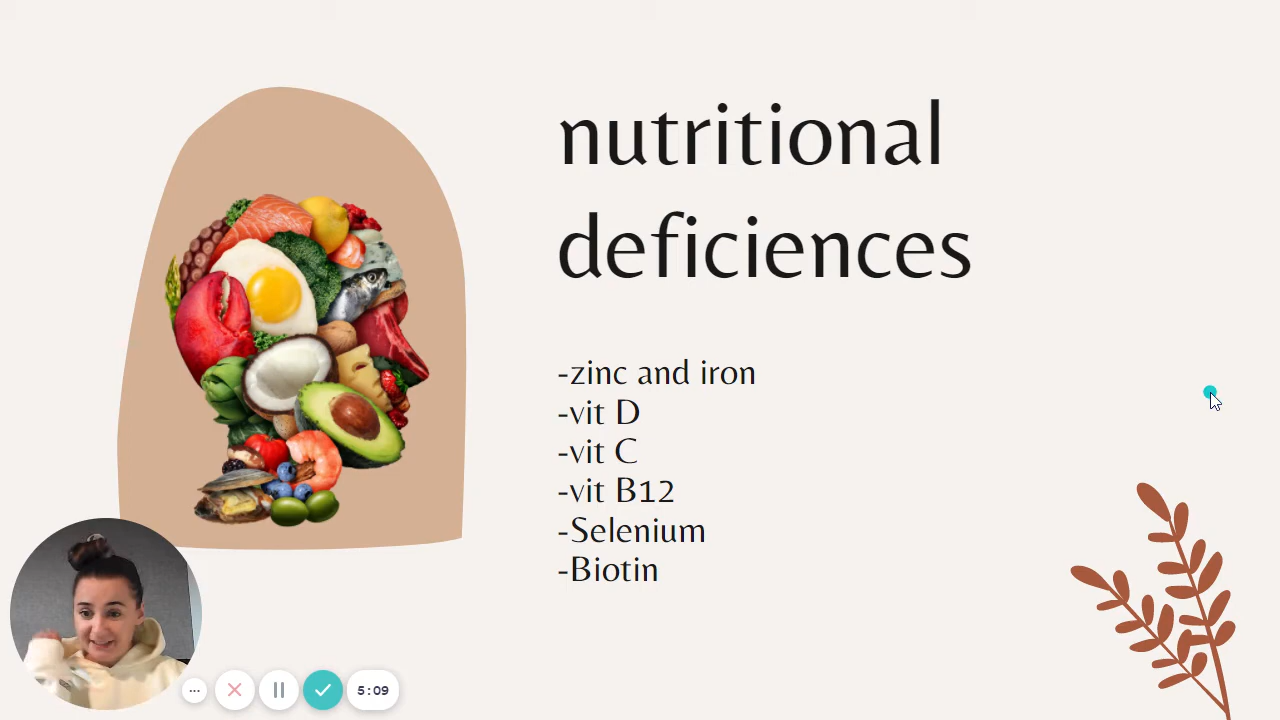 nutritional
deficiences
-zinc and iron
-vit D
-vit C
-vit B12
-Selenium
-Biotin
5:09